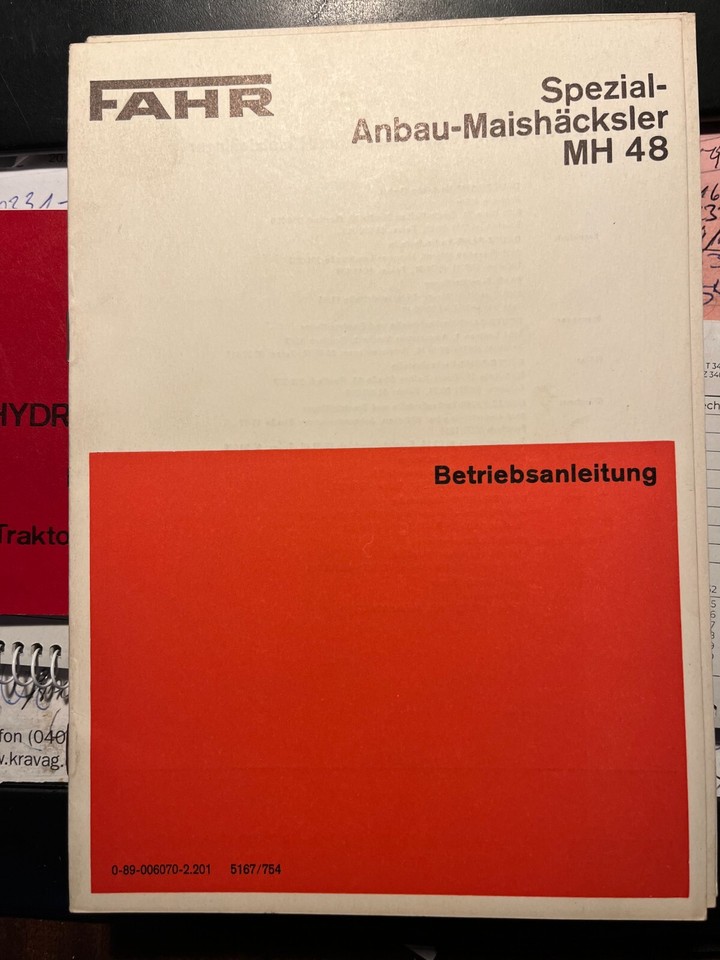 FAHR
Spezial-
Anbau-Maishäcksler
MH 48
Betriebsanleitung
0-89-006070-2.201 5167/754
HYDR
Trakto
fon (040
.kravag.